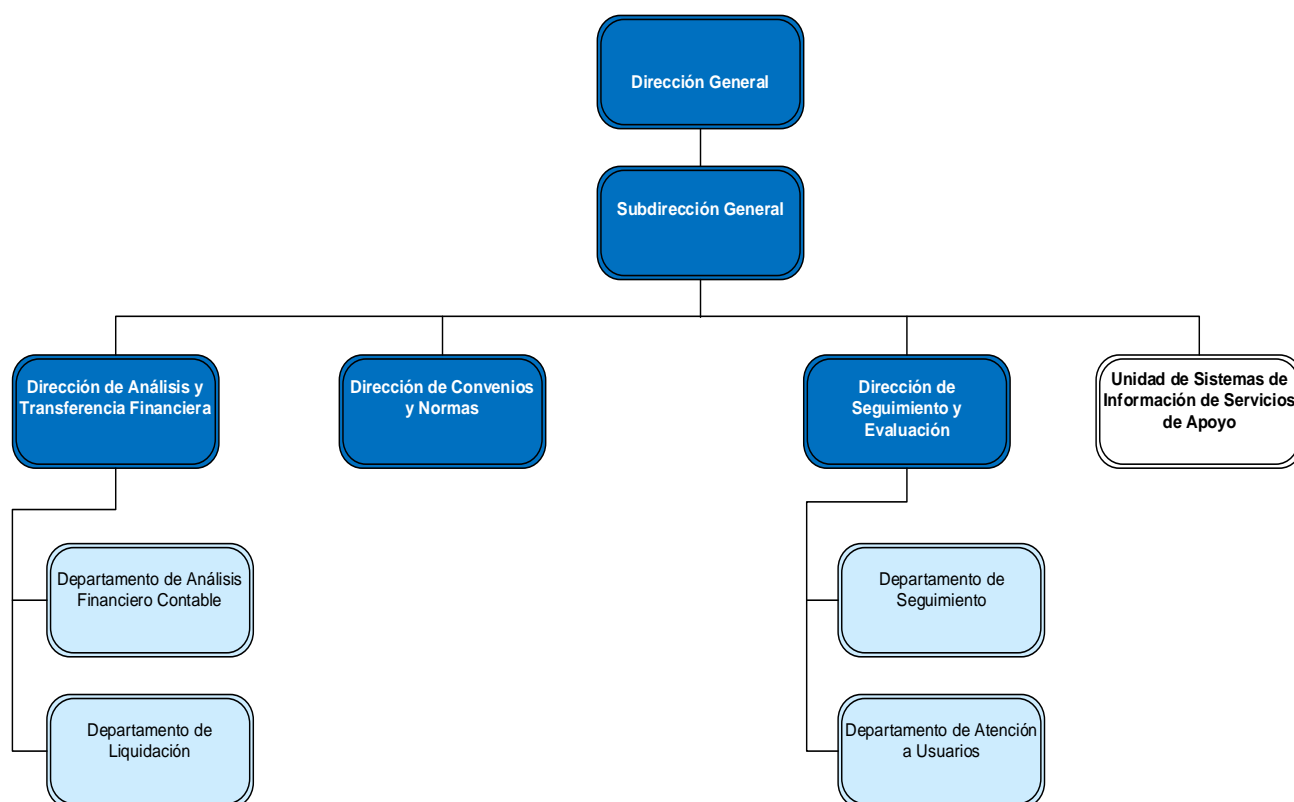 Dirección General
Subdirección General
Dirección de Análisis y
Transferencia Financiera
Dirección de Convenios
y Normas
Dirección de
Seguimiento y
Evaluación
Unidad de Sistemas de
Información de Servicios
de Apoyo
Departamento de Análisis
Financiero Contable
Departamento de
Seguimiento
Departamento de
Liquidación
Departamento de Atención
a Usuarios